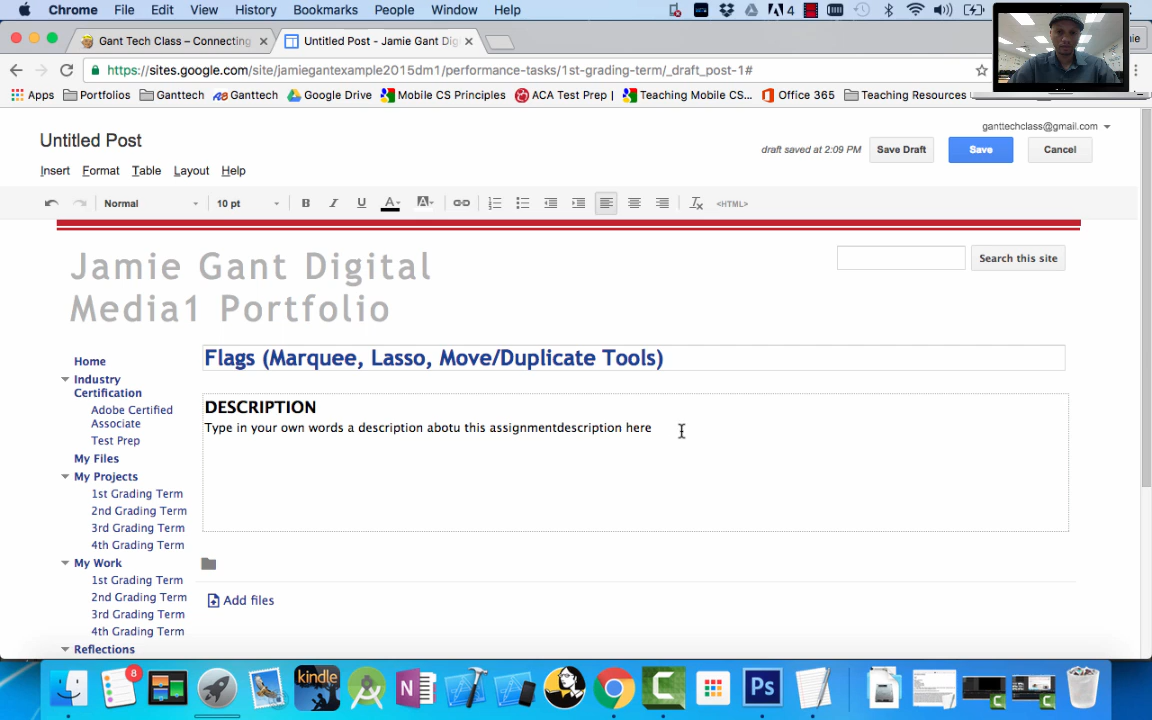 Chrome File Edit View History Bookmarks People Window Help 4
Gant Tech Class – Connecting Untitled Post - Jamie Gant Dig
https://sites.google.com/site/jamiegantexample2015dm1/performance-tasks/1st-grading-term/_draft_post-1#
Apps Portfolios Ganttech Ganttech Google Drive Mobile CS Principles ACA Test Prep | Teaching Mobile CS... Office 365 Teaching Resources
ganttechclass@gmail.com
Untitled Post
draft saved at 2:09 PM Save Draft Save Cancel
Insert Format Table Layout Help
Normal 10 pt B I U A A <HTML>
Jamie Gant Digital
Media1 Portfolio
Search this site
Home
Industry
Certification
Adobe Certified
Associate
Test Prep
My Files
My Projects
1st Grading Term
2nd Grading Term
3rd Grading Term
4th Grading Term
My Work
1st Grading Term
2nd Grading Term
3rd Grading Term
4th Grading Term
Reflections
Flags (Marquee, Lasso, Move/Duplicate Tools)
DESCRIPTION
Type in your own words a description abotu this assignmentdescription here
Add files
8
kindle
N
C
Ps